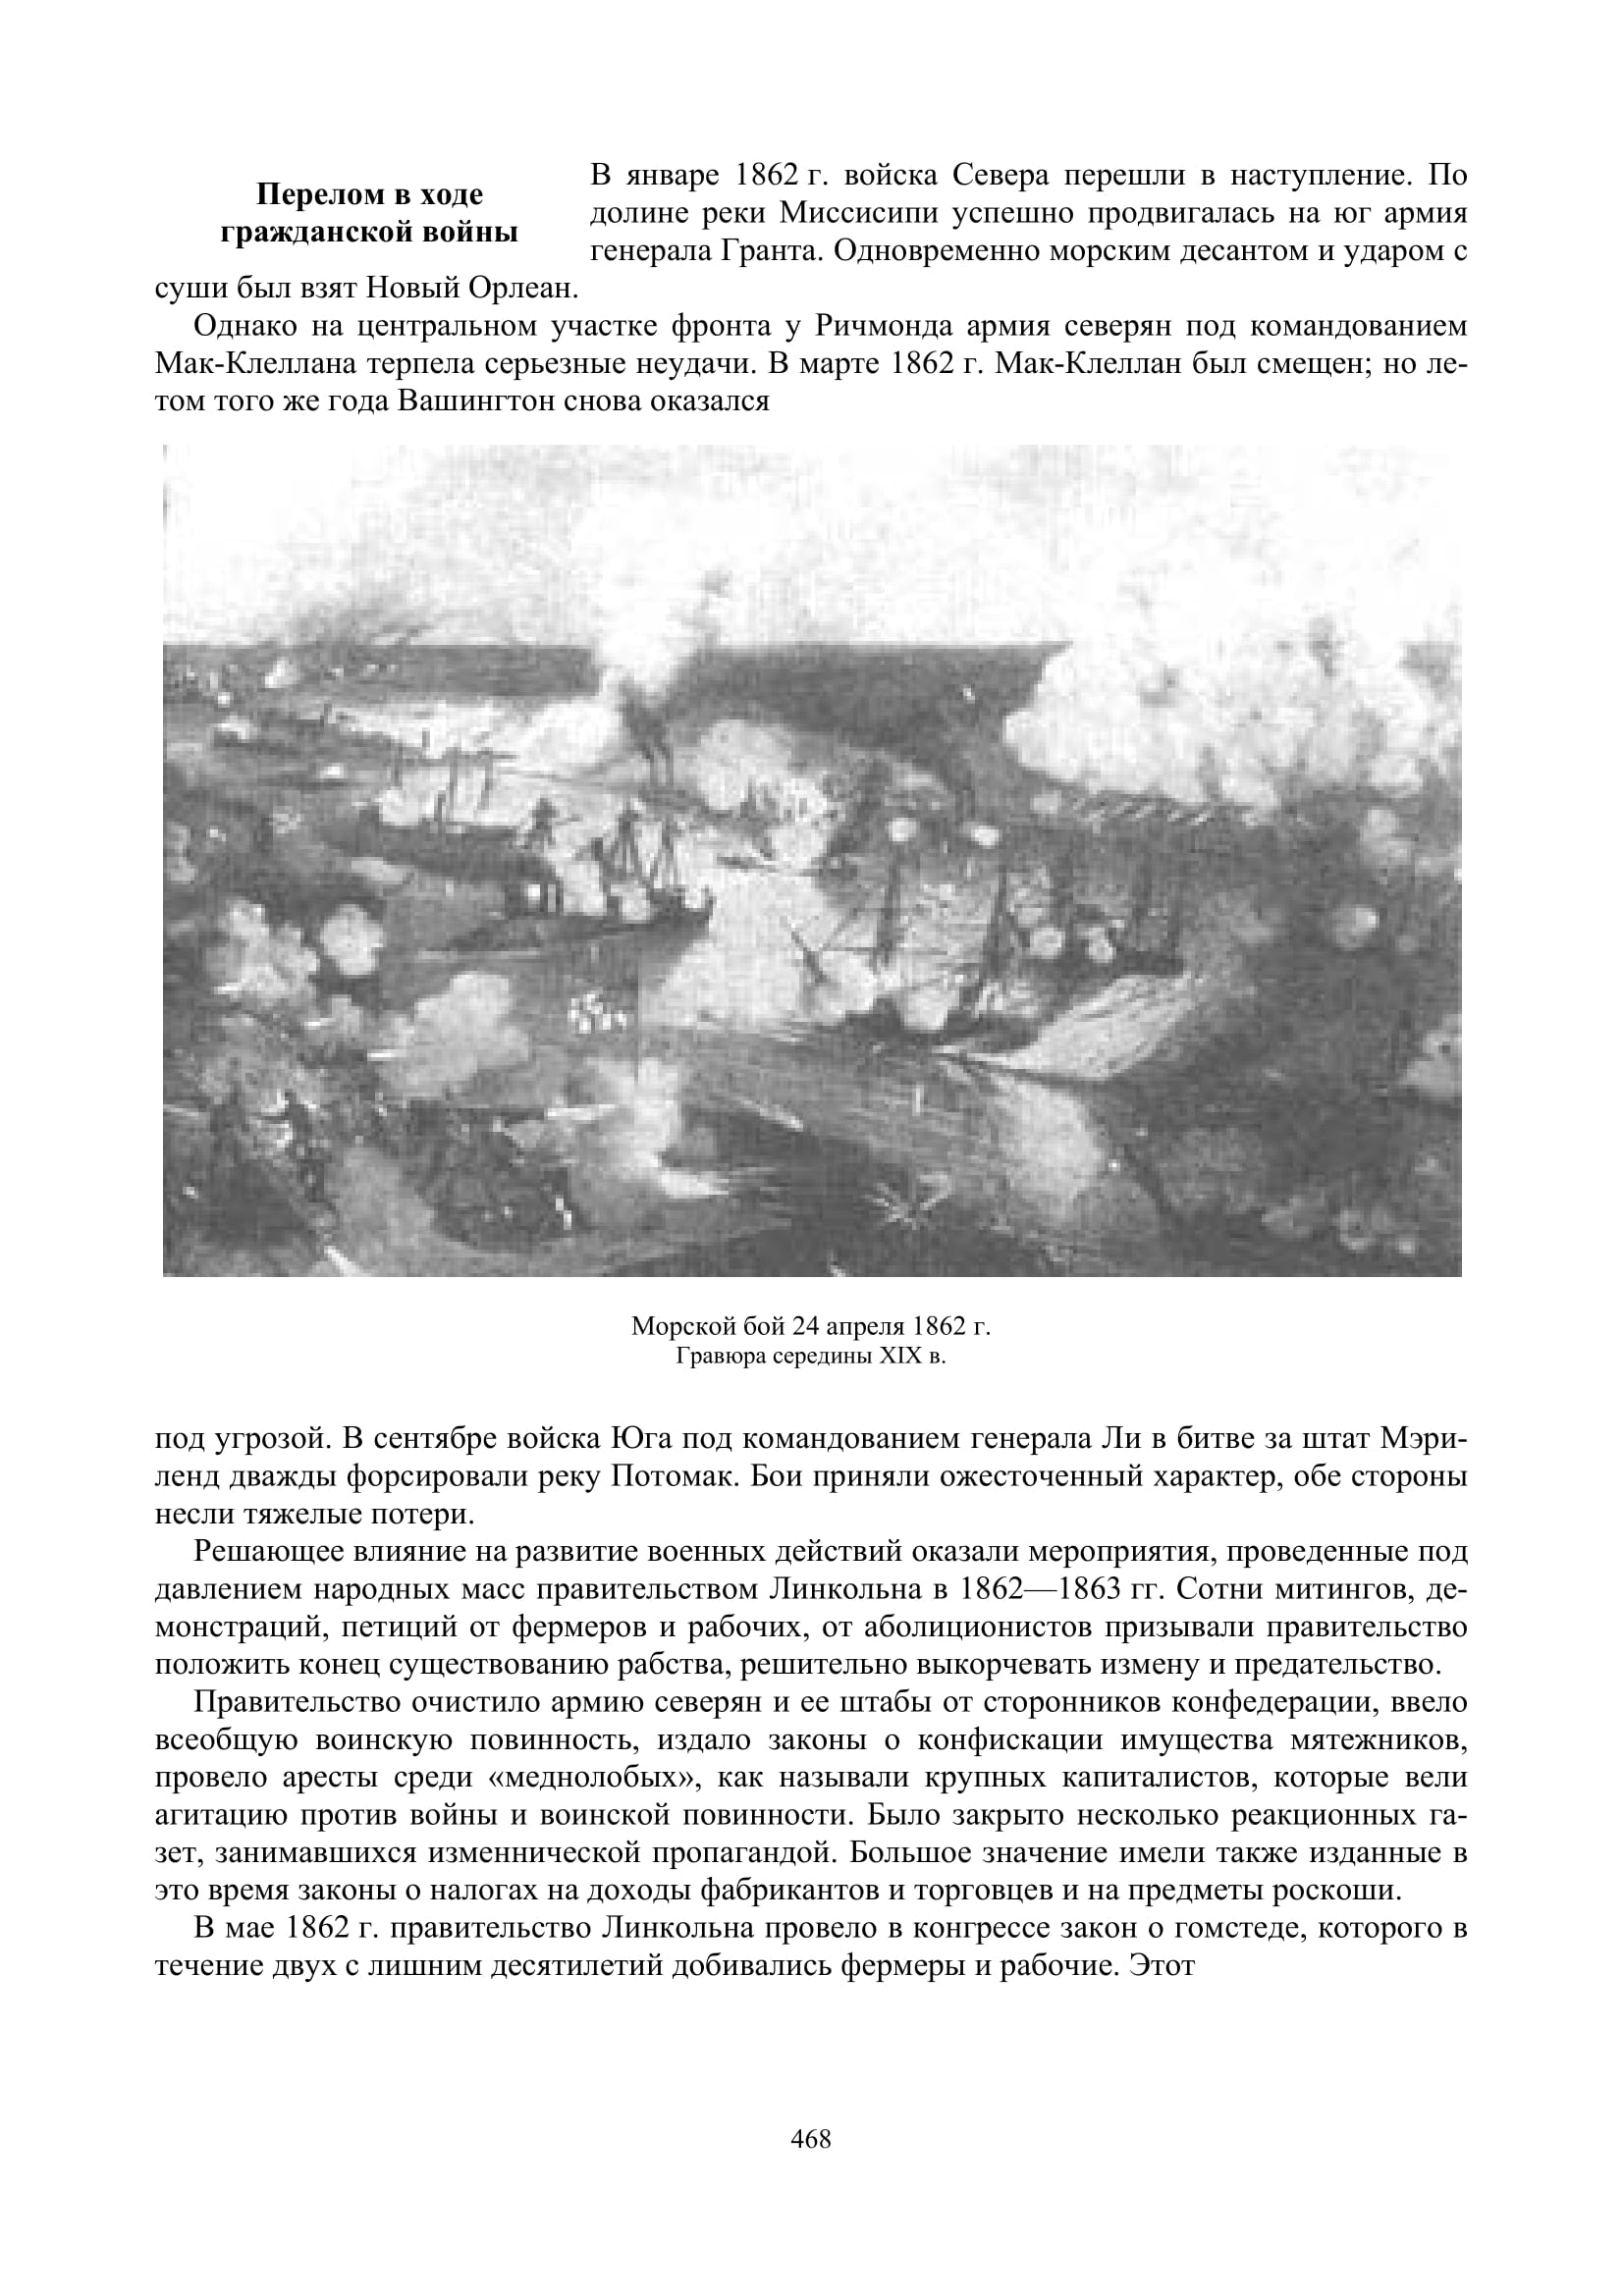 Перелом в ходе
гражданской войны
В январе 1862 г. войска Севера перешли в наступление. По
долине реки Миссисипи успешно продвигалась на юг армия
генерала Гранта. Одновременно морским десантом и ударом с
суши был взят Новый Орлеан.
Однако на центральном участке фронта у Ричмонда армия северян под командованием
Мак-Клеллана терпела серьезные неудачи. В марте 1862 г. Мак-Клеллан был смещен; но ле-
том того же года Вашингтон снова оказался
Морской бой 24 апреля 1862 г.
Гравюра середины XIX в.
под угрозой. В сентябре войска Юга под командованием генерала Ли в битве за штат Мэри-
ленд дважды форсировали реку Потомак. Бои приняли ожесточенный характер, обе стороны
несли тяжелые потери.
Решающее влияние на развитие военных действий оказали мероприятия, проведенные под
давлением народных масс правительством Линкольна в 1862—1863 гг. Сотни митингов, де-
монстраций, петиций от фермеров и рабочих, от аболиционистов призывали правительство
положить конец существованию рабства, решительно выкорчевать измену и предательство.
Правительство очистило армию северян и ее штабы от сторонников конфедерации, ввело
всеобщую воинскую повинность, издало законы о конфискации имущества мятежников,
провело аресты среди «меднолобых», как называли крупных капиталистов, которые вели
агитацию против войны и воинской повинности. Было закрыто несколько реакционных га-
зет, занимавшихся изменнической пропагандой. Большое значение имели также изданные в
это время законы о налогах на доходы фабрикантов и торговцев и на предметы роскоши.
В мае 1862 г. правительство Линкольна провело в конгрессе закон о гомстеде, которого в
течение двух с лишним десятилетий добивались фермеры и рабочие. Этот
468